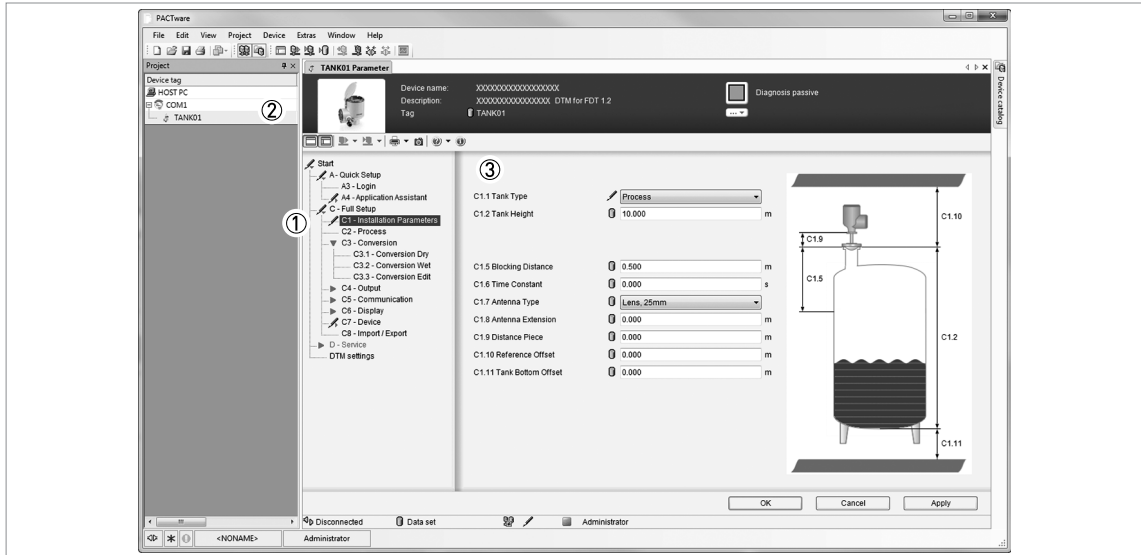 PACTware
File Edit View Project Device Extras Window Help
Project
Device tag
HOST PC
COM1
②
TANK01
TANK01 Parameter
Device name: XXXXXXXXXXXXXXXXXX
Description: XXXXXXXXXXXXXXXX DTM for FDT 1.2
Tag TANK01
Diagnosis passive
Device catalog
①
Start
A- Quick Setup
A3 - Login
A4 - Application Assistant
C - Full Setup
C1 - Installation Parameters
C2 - Process
C3 - Conversion
C3.1 - Conversion Dry
C3.2 - Conversion Wet
C3.3 - Conversion Edit
C4 - Output
C5 - Communication
C6 - Display
C7 - Device
C8 - Import / Export
D - Service
DTM settings
③
C1.1 Tank Type Process
C1.2 Tank Height 10.000 m
C1.5 Blocking Distance 0.500 m
C1.6 Time Constant 0.000 s
C1.7 Antenna Type Lens, 25mm
C1.8 Antenna Extension 0.000 m
C1.9 Distance Piece 0.000 m
C1.10 Reference Offset 0.000 m
C1.11 Tank Bottom Offset 0.000 m
C1.10
C1.9
C1.5
C1.2
C1.11
OK Cancel Apply
Disconnected Data set Administrator
<NONAME> Administrator